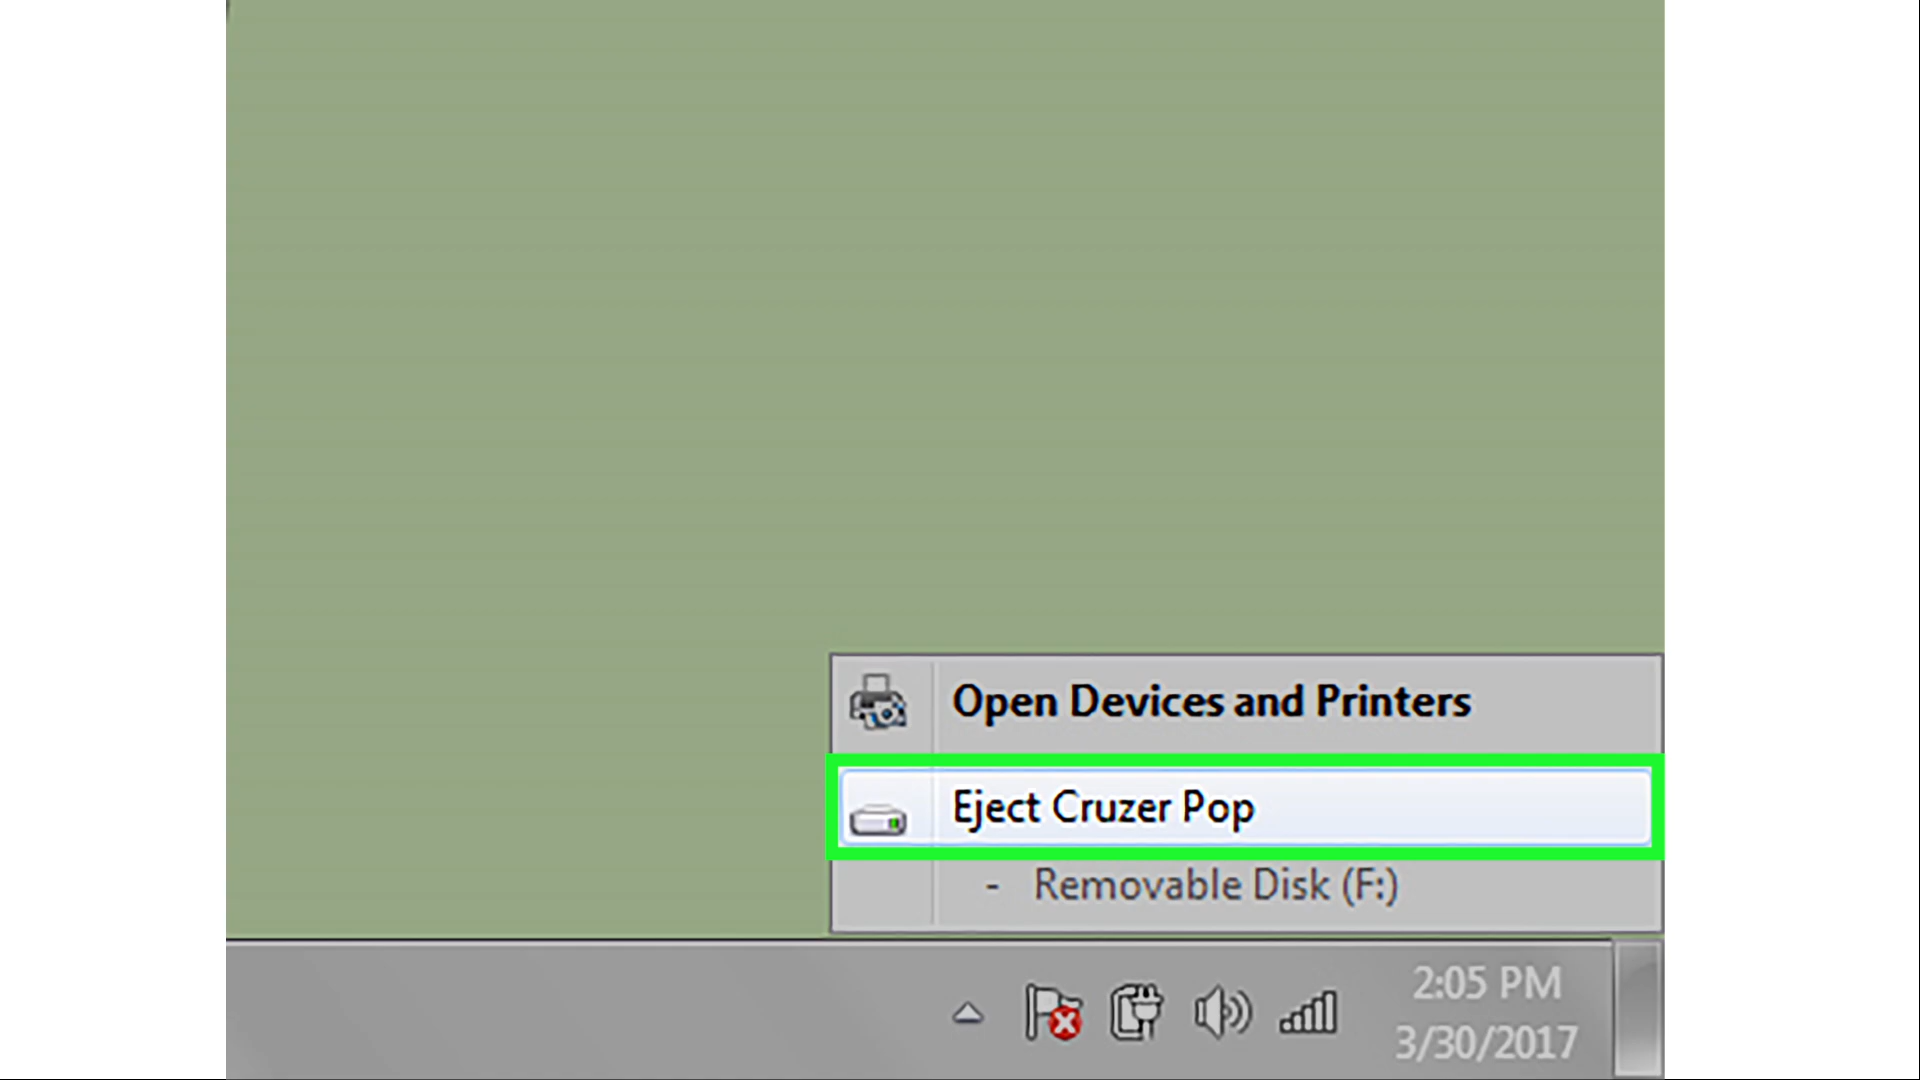 Open Devices and Printers
Eject Cruzer Pop
- Removable Disk (F:)
2:05 PM
3/30/2017